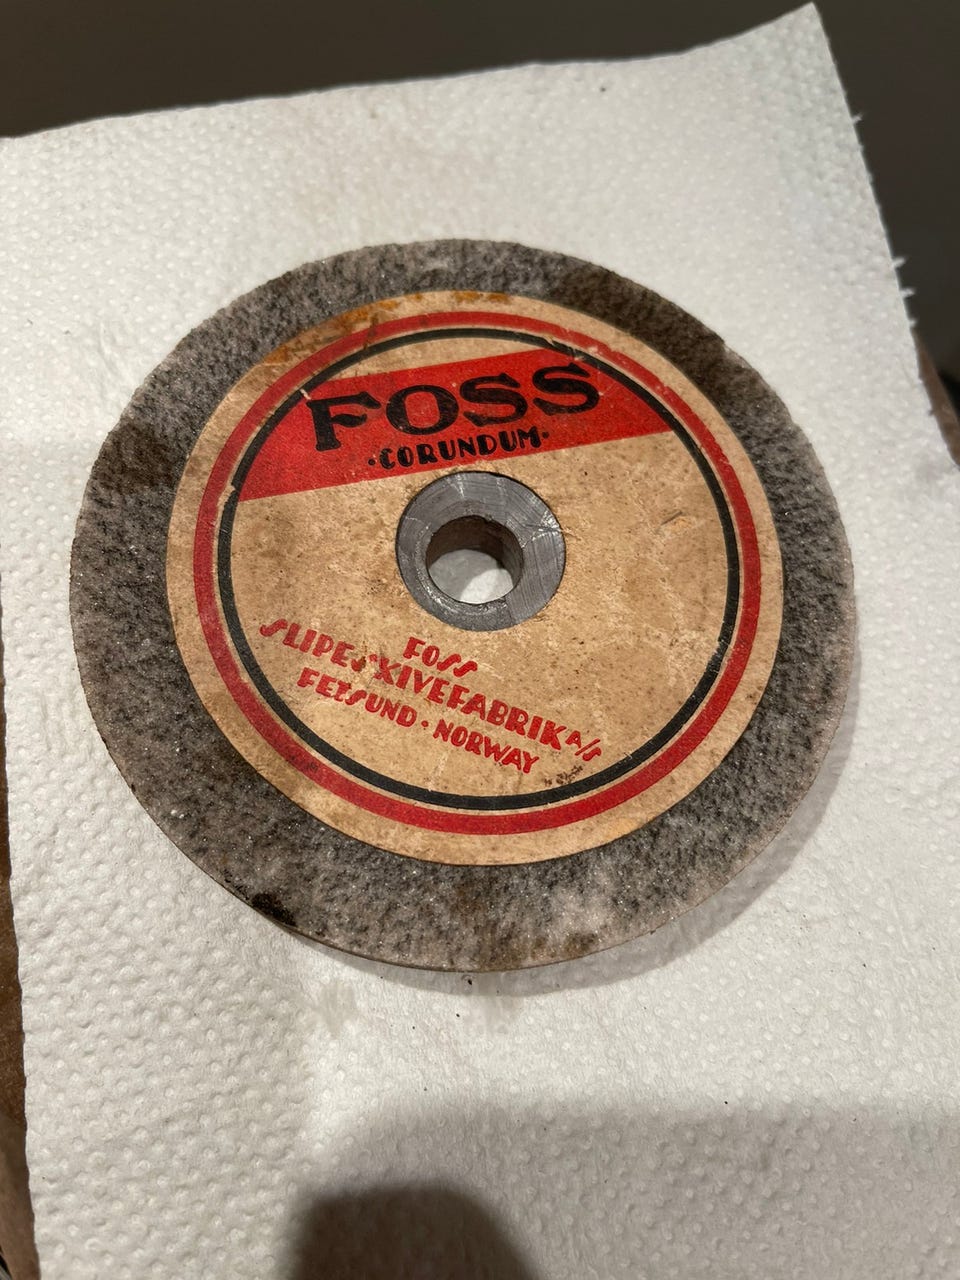 FOSS
·CORUNDUM·
FOSS
SLIPESKIVEFABRIK A/S
FETSUND · NORWAY